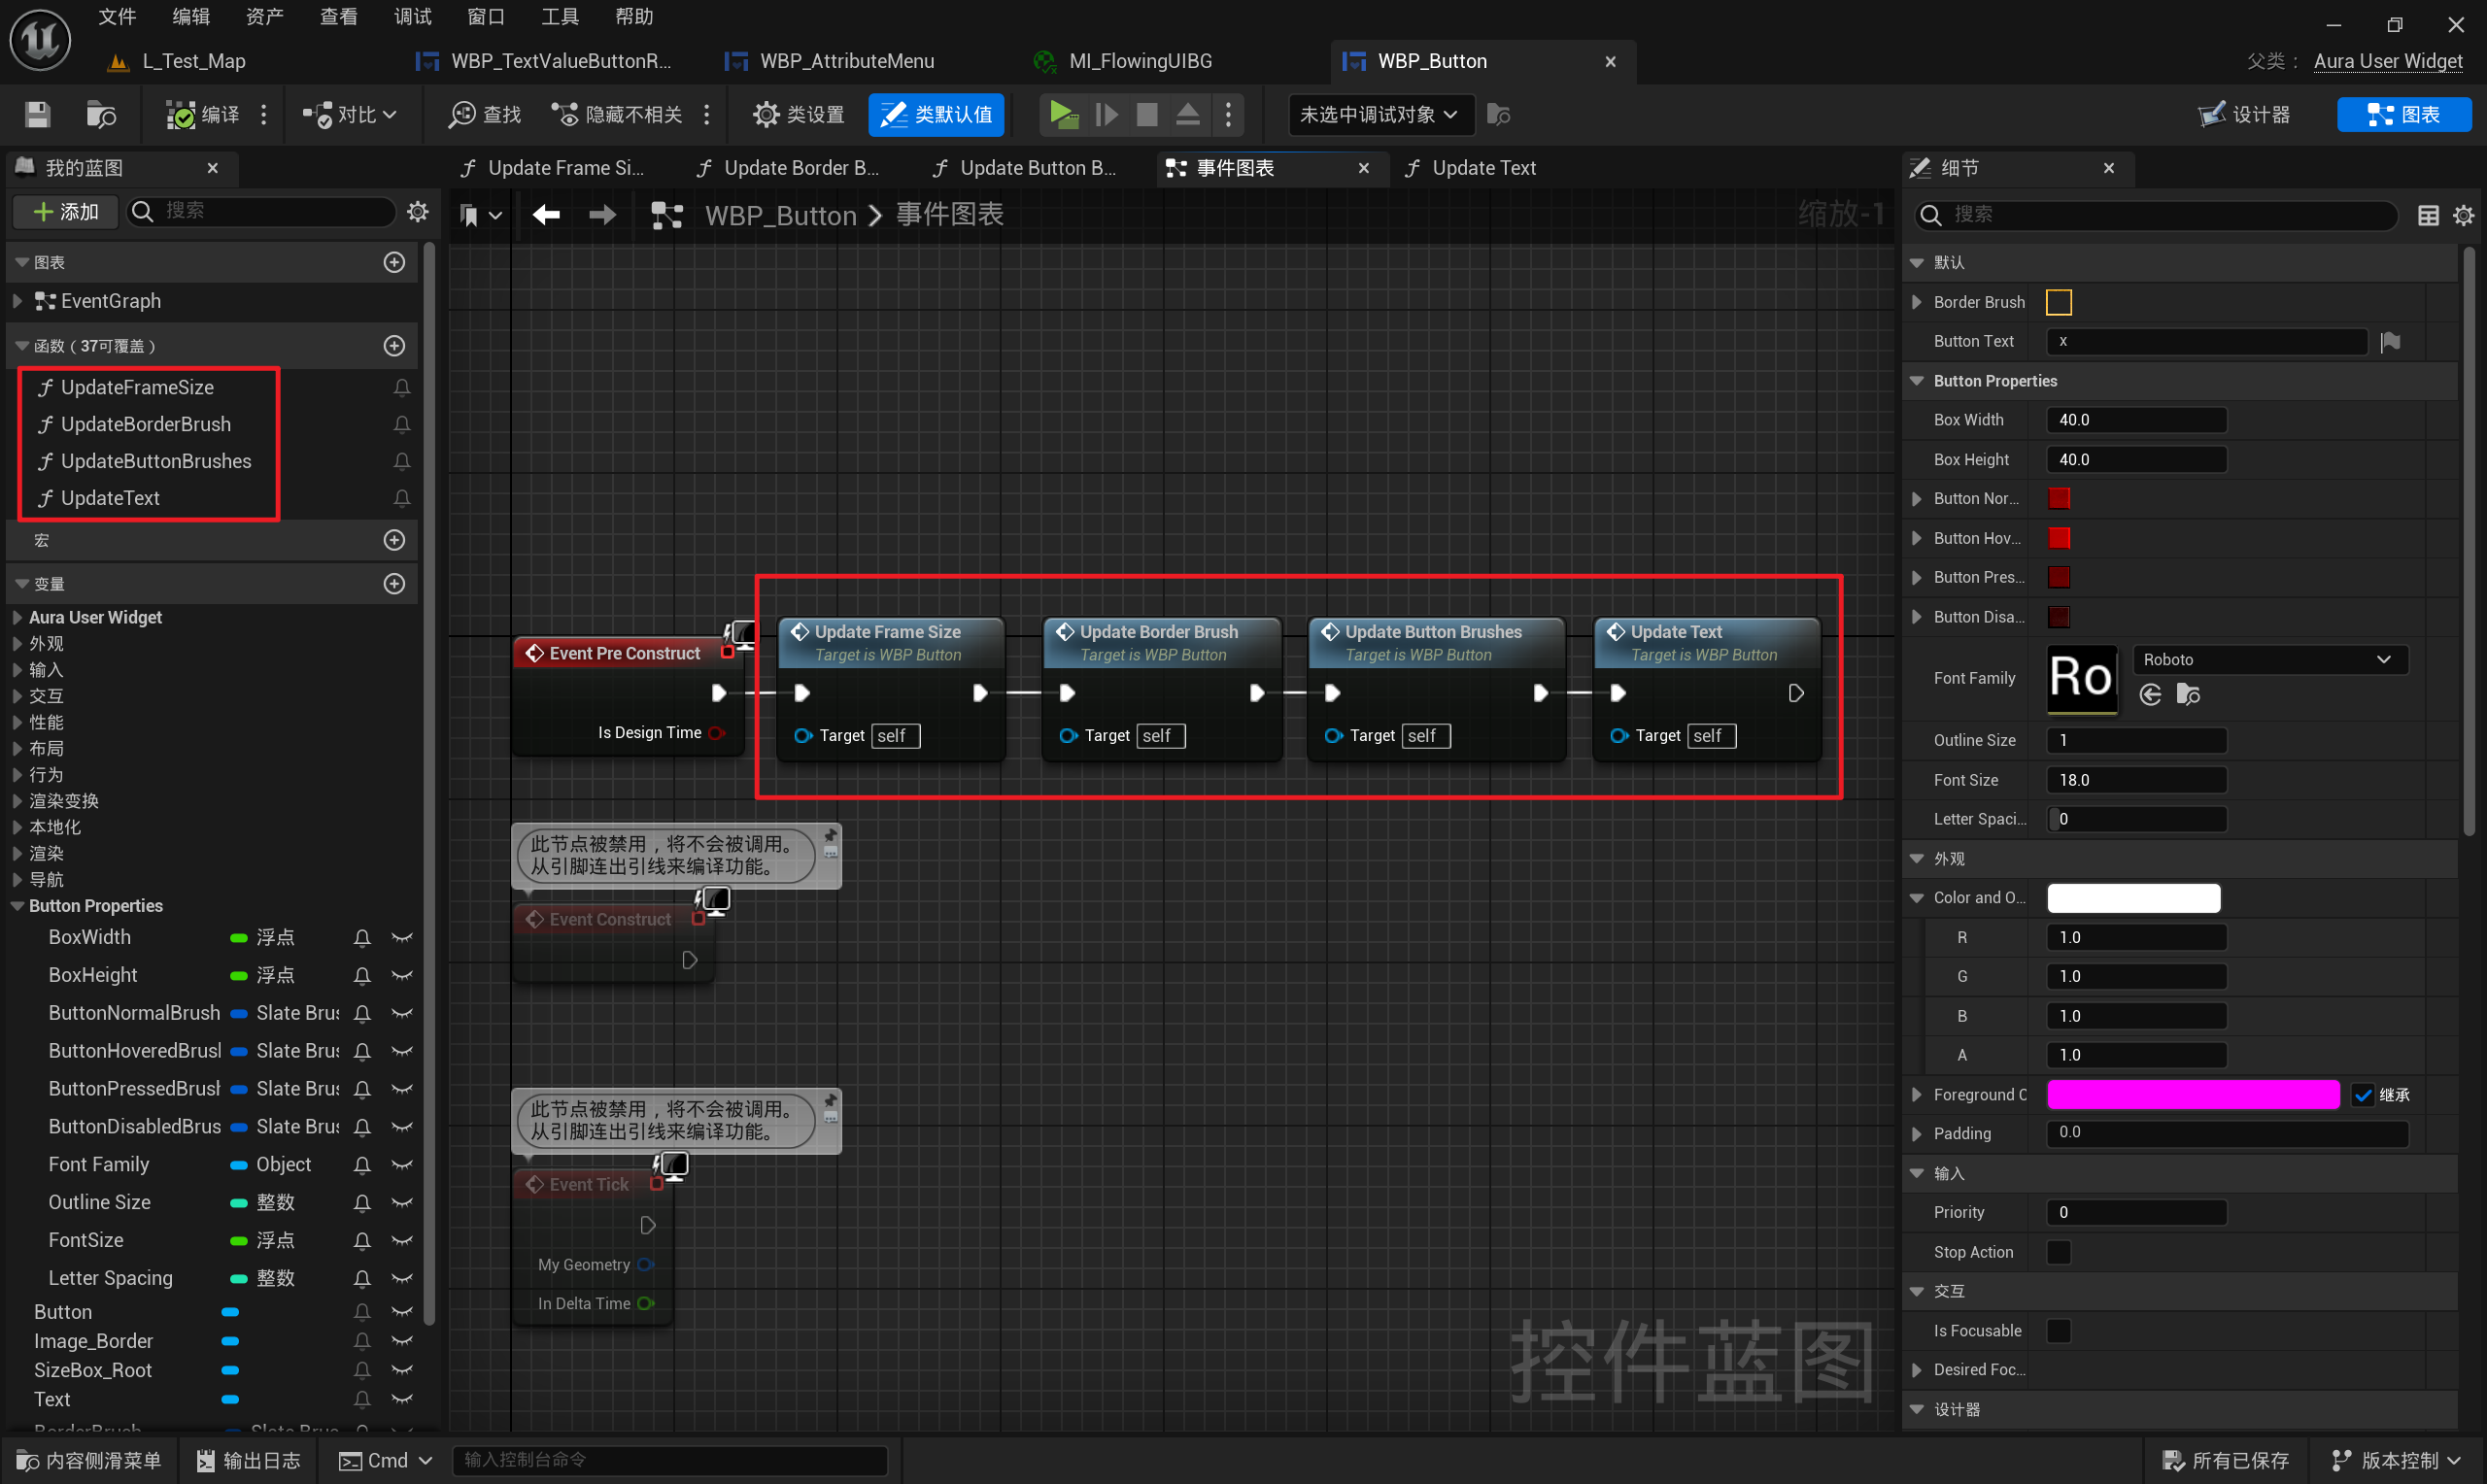 文件 编辑 资产 查看 调试 窗口 工具 帮助
L_Test_Map WBP_TextValueButtonR... WBP_AttributeMenu MI_FlowingUIBG WBP_Button
父类： Aura User Widget
编译 对比 查找 隐藏不相关 类设置 类默认值 未选中调试对象 设计器 图表
我的蓝图
添加 搜索
图表
EventGraph
函数（37可覆盖）
UpdateFrameSize
UpdateBorderBrush
UpdateButtonBrushes
UpdateText
宏
变量
Aura User Widget
外观
输入
交互
性能
布局
行为
渲染变换
本地化
渲染
导航
Button Properties
BoxWidth 浮点
BoxHeight 浮点
ButtonNormalBrush Slate Brus
ButtonHoveredBrusl Slate Brus
ButtonPressedBrusl Slate Brus
ButtonDisabledBrus Slate Brus
Font Family Object
Outline Size 整数
FontSize 浮点
Letter Spacing 整数
Button
Image_Border
SizeBox_Root
Text
BorderBrush Slate Brus
Update Frame Si... Update Border B... Update Button B... 事件图表 Update Text
WBP_Button 事件图表 缩放-1
Event Pre Construct
Is Design Time
Update Frame Size
Target is WBP Button
Target self
Update Border Brush
Target is WBP Button
Target self
Update Button Brushes
Target is WBP Button
Target self
Update Text
Target is WBP Button
Target self
此节点被禁用，将不会被调用。
从引脚连出引线来编译功能。
Event Construct
此节点被禁用，将不会被调用。
从引脚连出引线来编译功能。
Event Tick
My Geometry
In Delta Time
控件蓝图
细节
搜索
默认
Border Brush
Button Text x
Button Properties
Box Width 40.0
Box Height 40.0
Button Nor...
Button Hov...
Button Pres...
Button Disa...
Font Family Ro Roboto
Outline Size 1
Font Size 18.0
Letter Spaci... 0
外观
Color and O...
R 1.0
G 1.0
B 1.0
A 1.0
Foreground C 继承
Padding 0.0
输入
Priority 0
Stop Action
交互
Is Focusable
Desired Foc...
设计器
内容侧滑菜单 输出日志 Cmd 输入控制台命令 所有已保存 版本控制